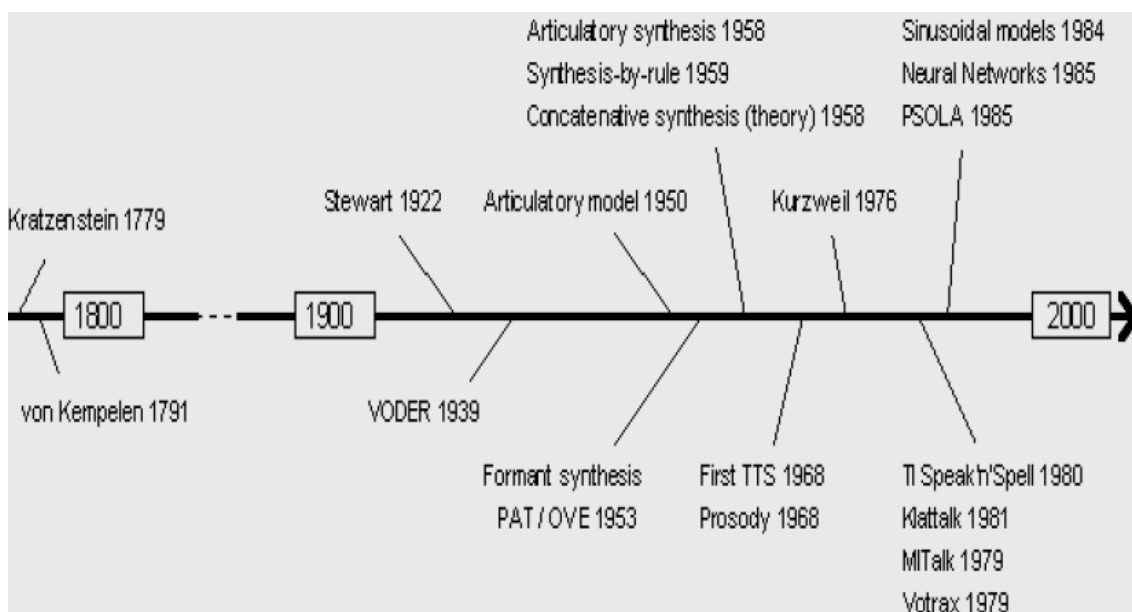 Articulatory synthesis 1958
Synthesis-by-rule 1959
Concatenative synthesis (theory) 1958
Sinusoidal models 1984
Neural Networks 1985
PSOLA 1985
Kratzenstein 1779
Stewart 1922
Articulatory model 1950
Kurzweil 1976
1800
1900
2000
von Kempelen 1791
VODER 1939
Formant synthesis
PAT / OVE 1953
First TTS 1968
Prosody 1968
TI Speak'n'Spell 1980
Klattalk 1981
MITalk 1979
Votrax 1979